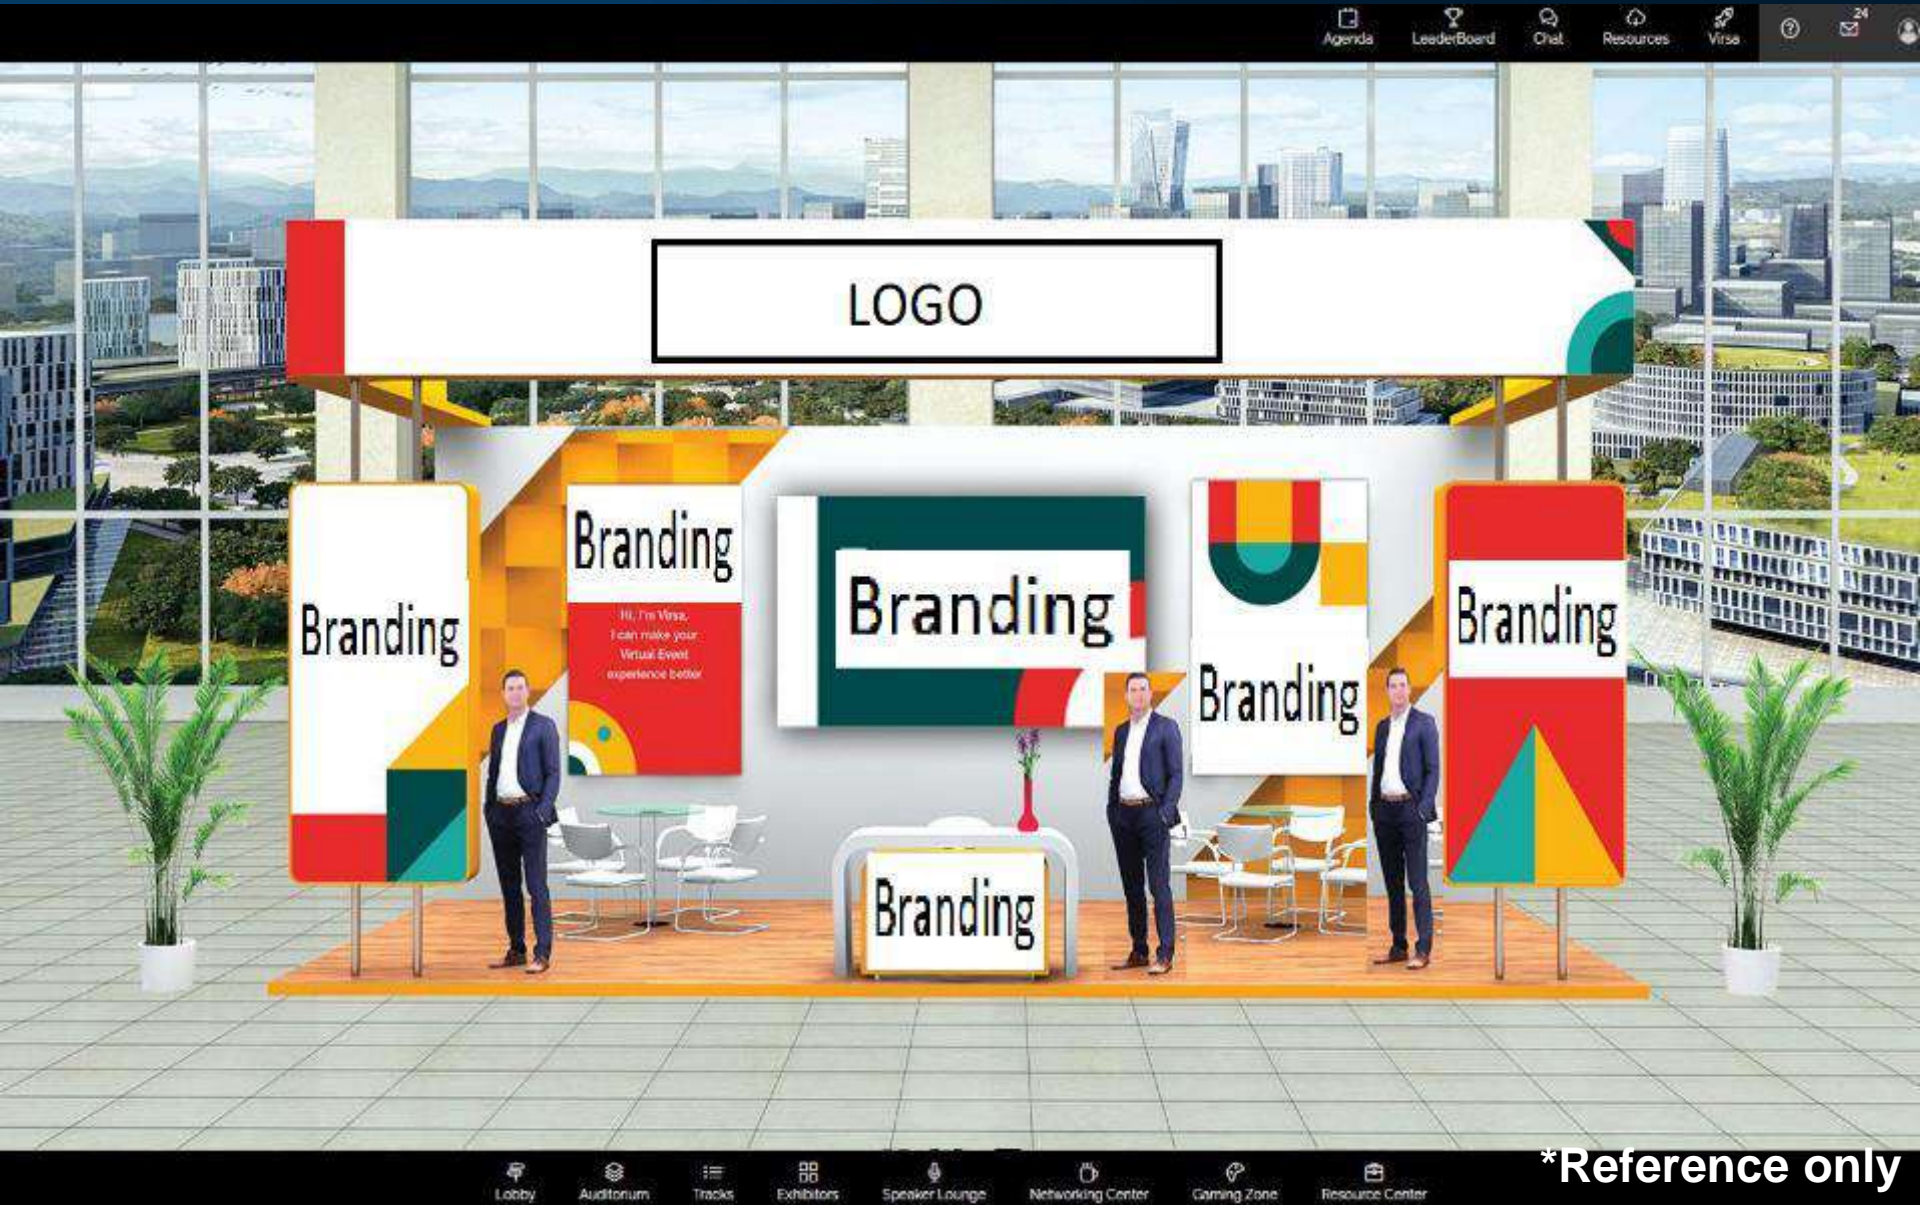 24
Agenda
LeaderBoard
Chat
Resources
Virsa
LOGO
Branding
Branding
Hi, I'm Virsa,
I can make your
Virtual Event
experience better
Branding
Branding
Branding
Branding
*Reference only
Lobby
Auditorium
Tracks
Exhibitors
Speaker Lounge
Networking Center
Gaming Zone
Resource Center